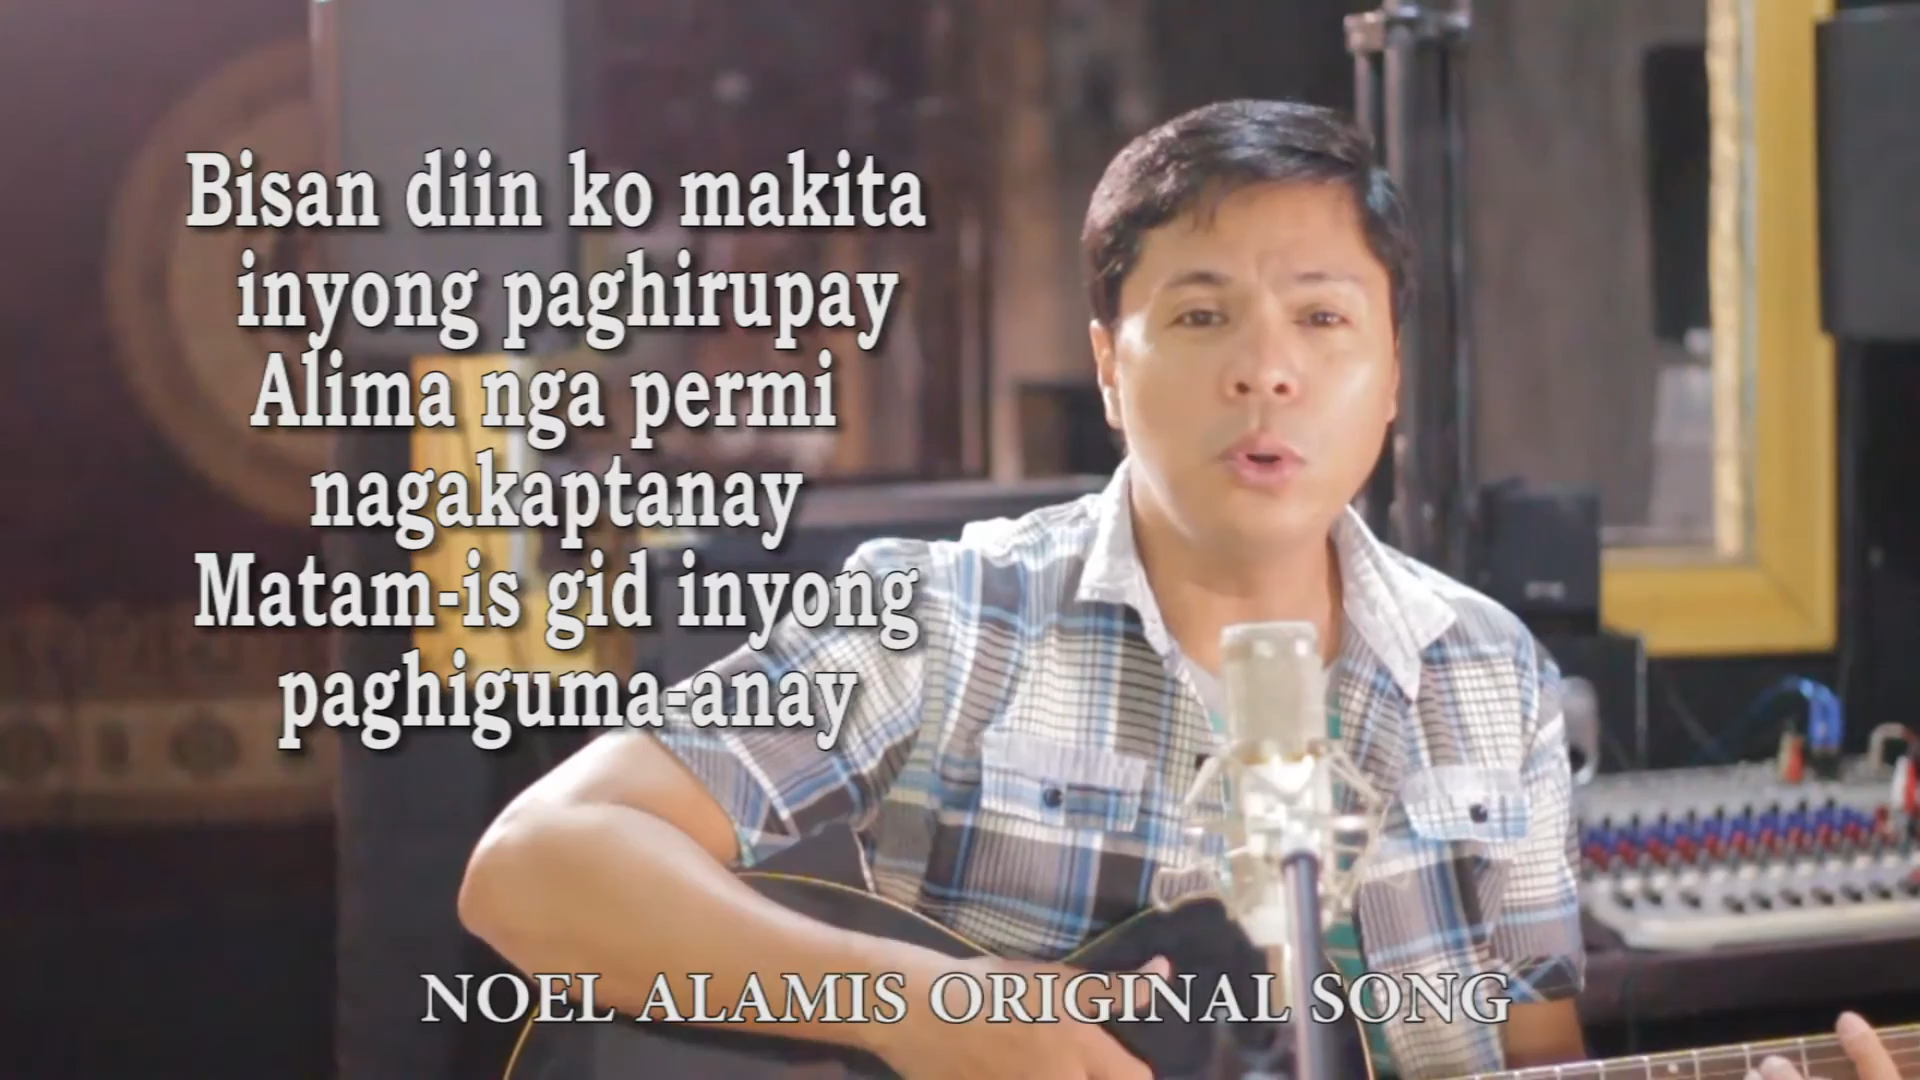 Bisan diin ko makita
inyong paghirupay
Alima nga permi
nagakaptanay
Matam-is gid inyong
paghiguma-anay
NOEL ALAMIS ORIGINAL SONG